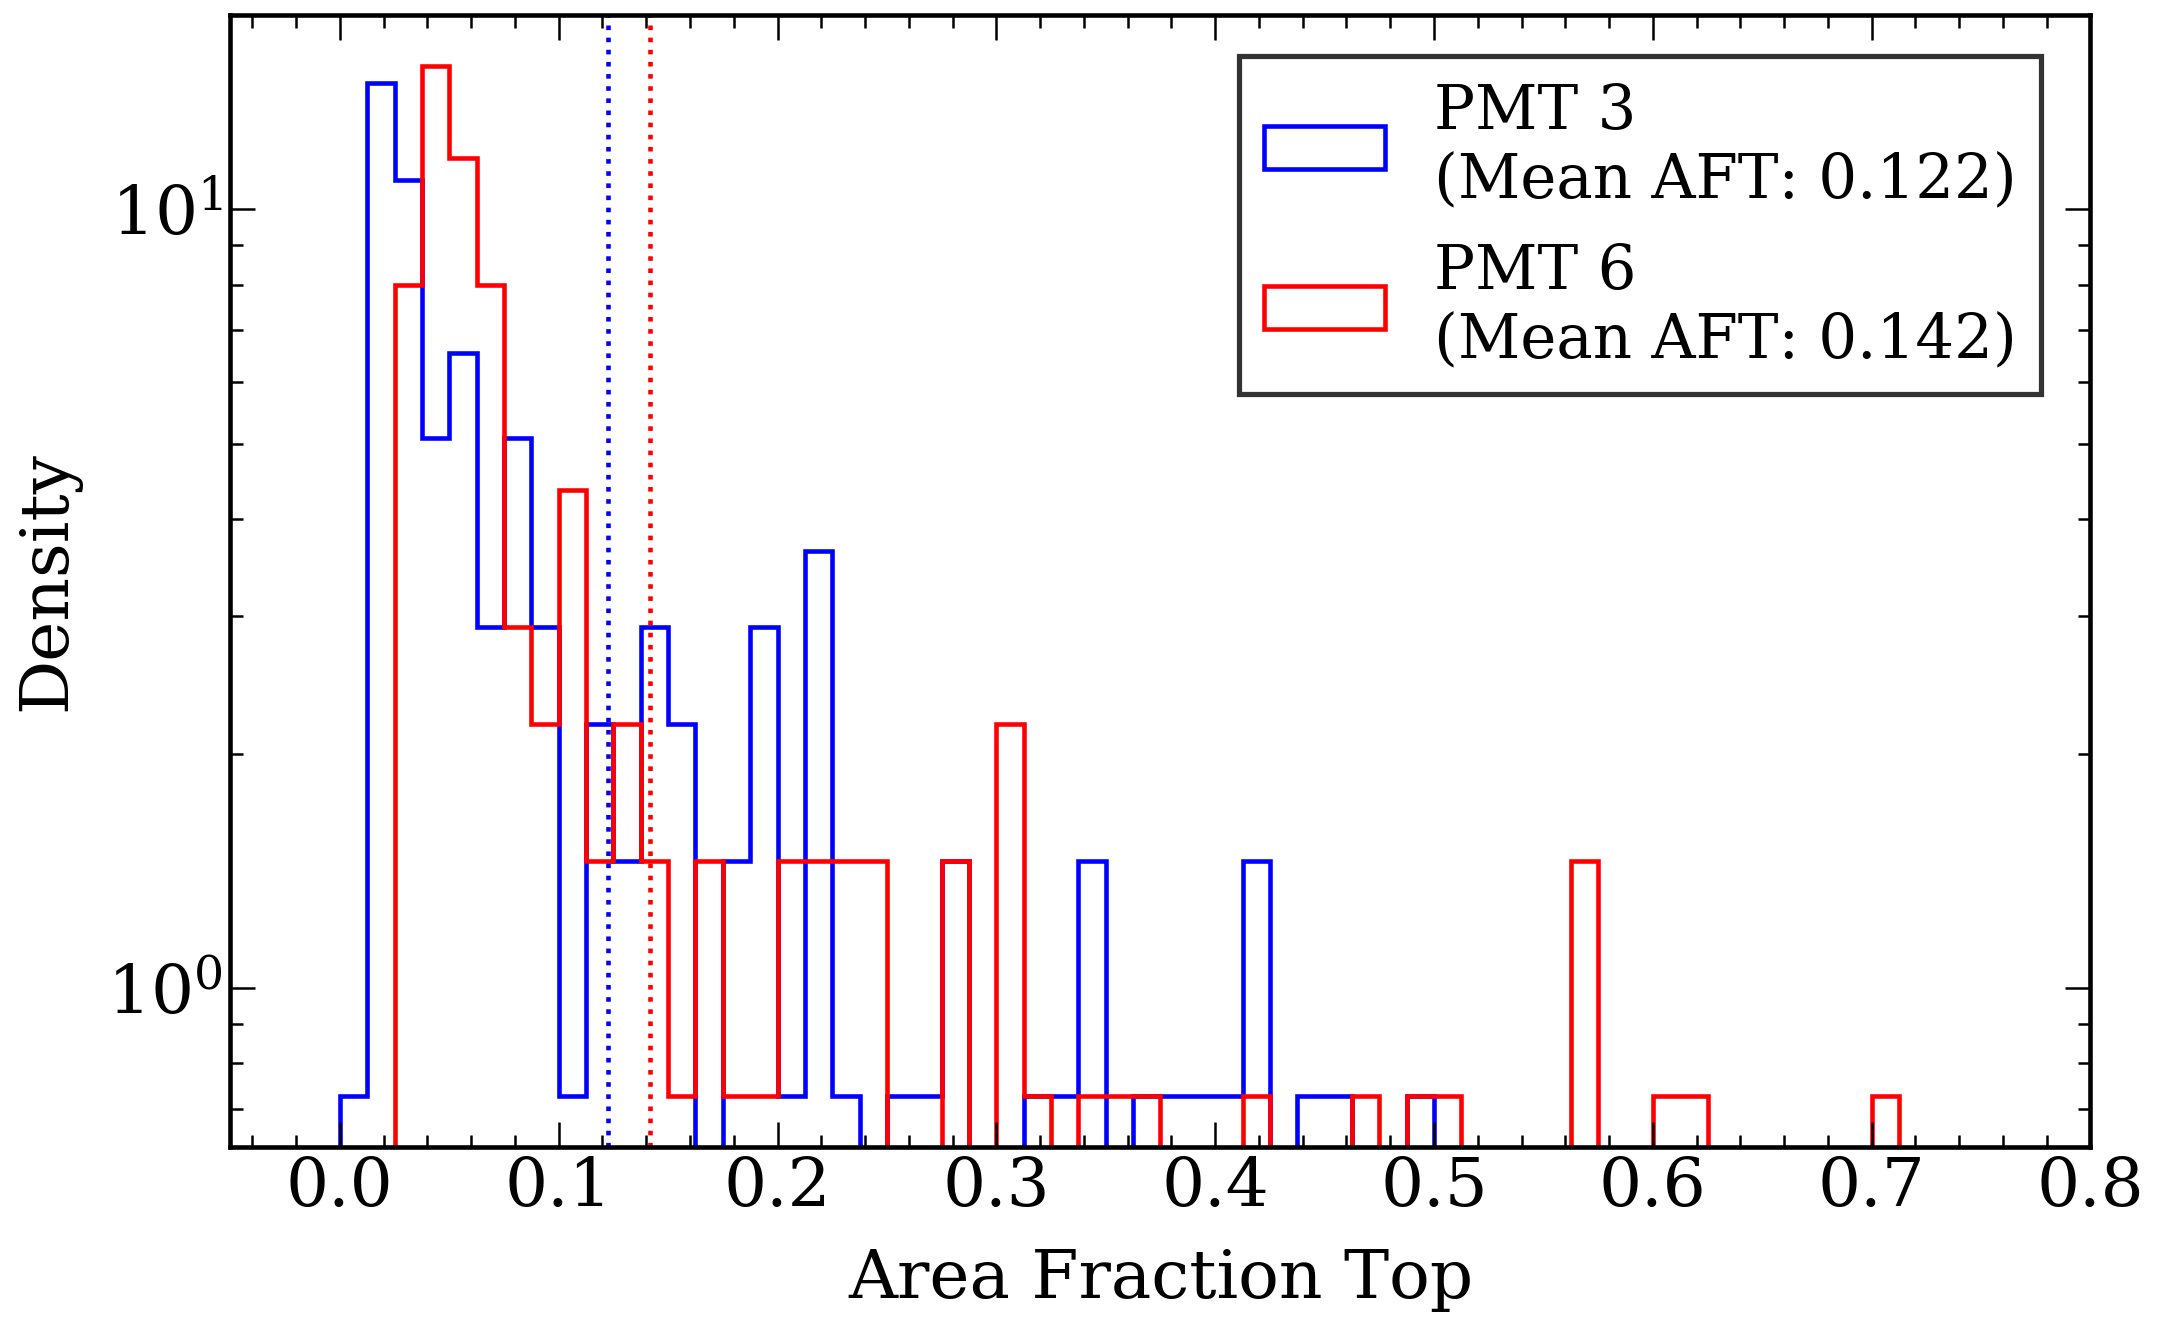 PMT 3
(Mean AFT: 0.122)
PMT 6
(Mean AFT: 0.142)
10¹
10⁰
Density
0.0 0.1 0.2 0.3 0.4 0.5 0.6 0.7 0.8
Area Fraction Top